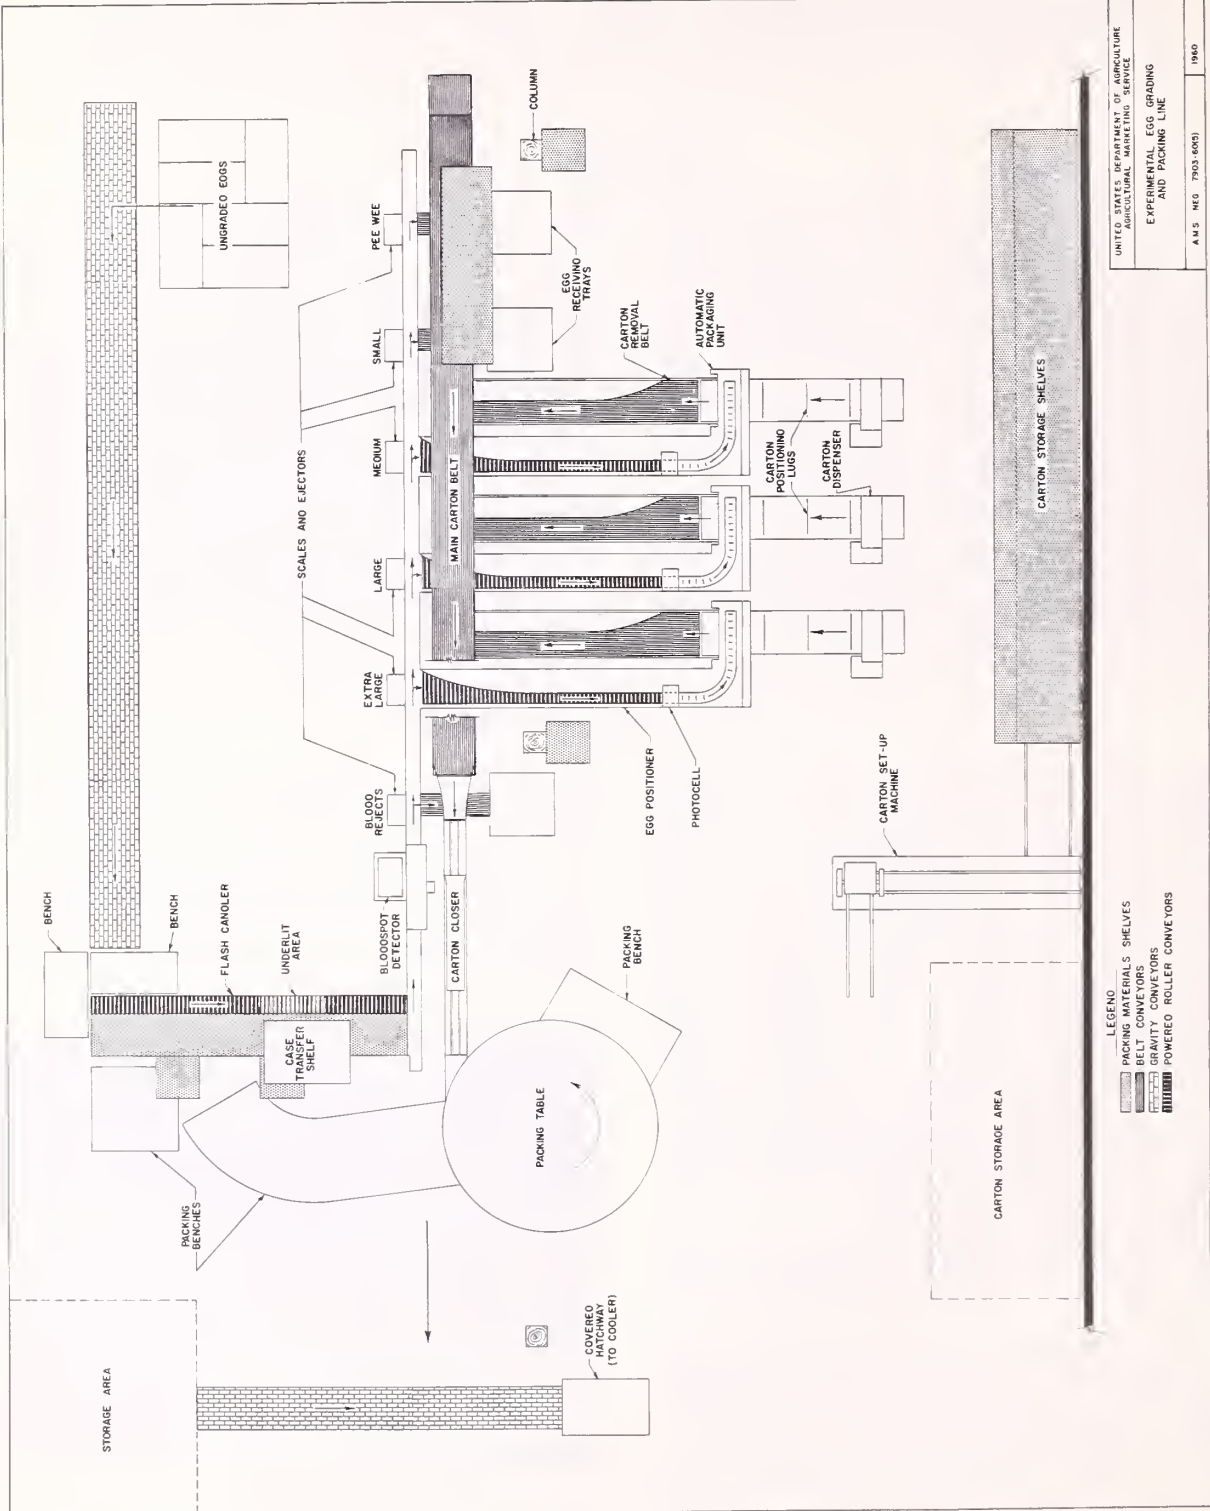 STORAGE AREA
BENCH
BENCH
UNGRADED EGGS
PACKING
BENCHES
FLASH CANDLER
UNDERLIT
AREA
CASE
TRANSFER
SHELF
SCALES AND EJECTORS
BLOODSPOT
DETECTOR
BLOOD
REJECTS
EXTRA
LARGE
LARGE
MEDIUM
SMALL
PEE WEE
CARTON CLOSER
MAIN CARTON BELT
COLUMN
PACKING TABLE
EGG
RECEIVING
TRAYS
COVERED
HATCHWAY
(TO COOLER)
PACKING
BENCH
EGG POSITIONER
CARTON
REMOVAL
BELT
PHOTOCELL
AUTOMATIC
PACKAGING
UNIT
CARTON
POSITIONING
LUGS
CARTON
DISPENSER
CARTON SET-UP
MACHINE
CARTON STORAGE AREA
CARTON STORAGE SHELVES
LEGEND
PACKING MATERIALS SHELVES
BELT CONVEYORS
GRAVITY CONVEYORS
POWERED ROLLER CONVEYORS
UNITED STATES DEPARTMENT OF AGRICULTURE
AGRICULTURAL MARKETING SERVICE
EXPERIMENTAL EGG GRADING
AND PACKING LINE
AMS NEG 7903-60(5) 1960